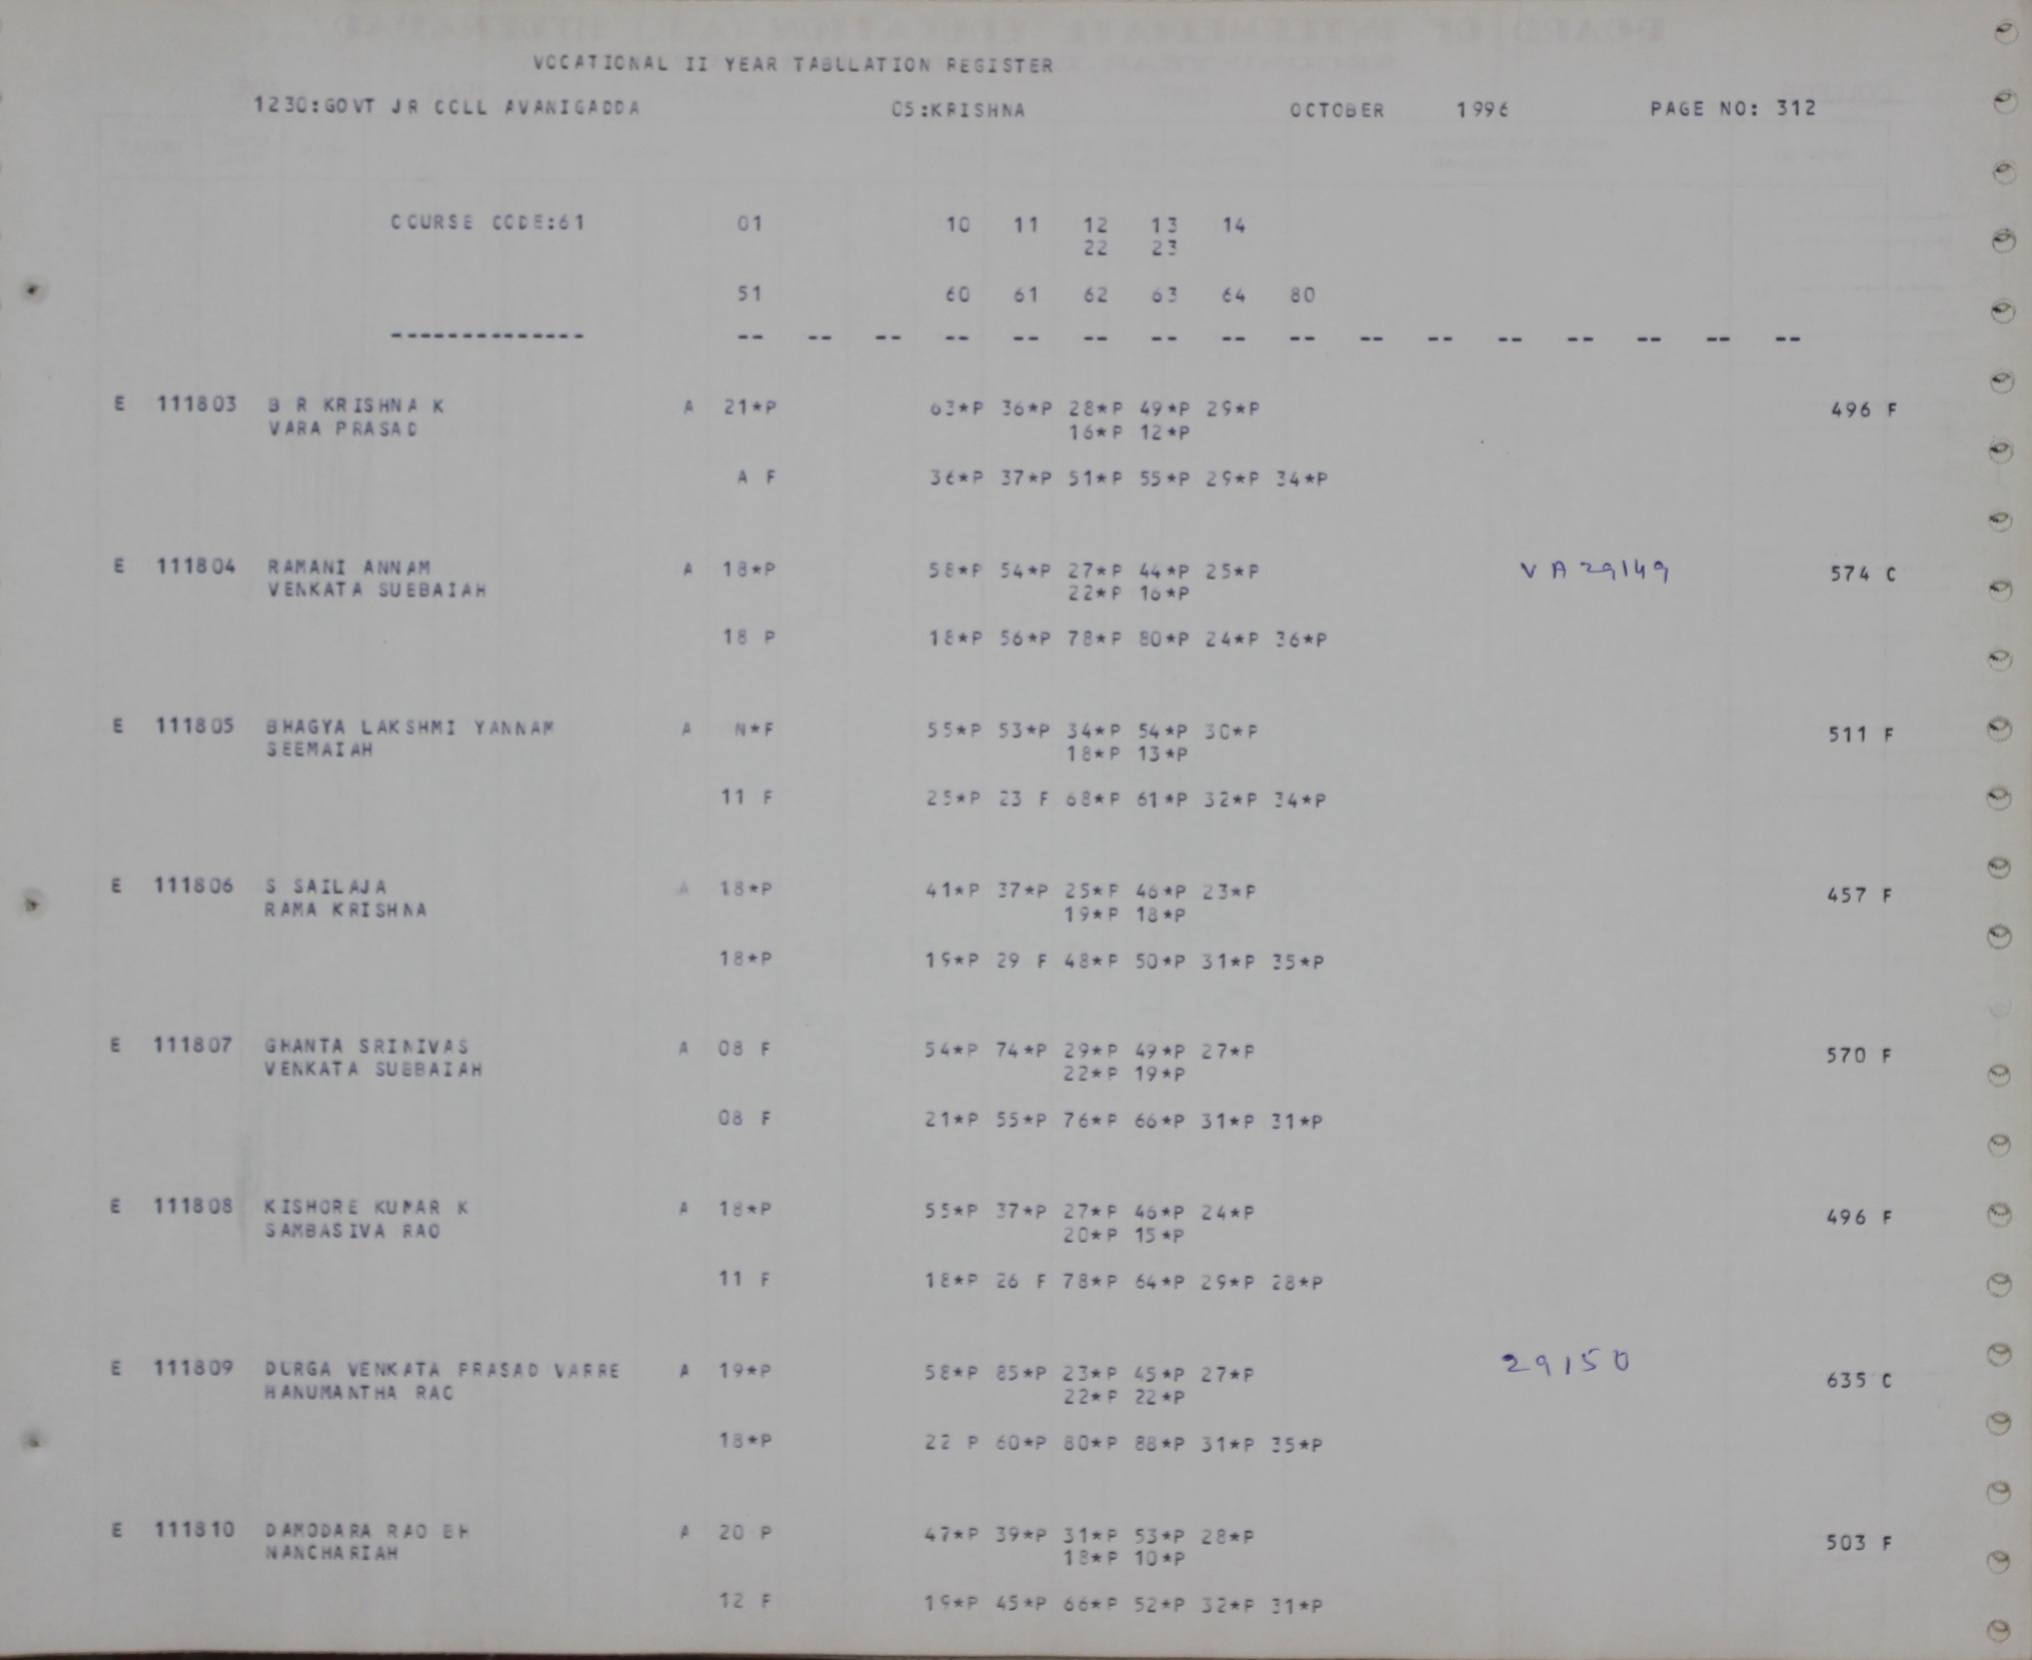 VOCATIONAL II YEAR TABULATION REGISTER
1230:GOVT JR COLL AVANIGADDA 05:KRISHNA OCTOBER 1996 PAGE NO: 312
COURSE CODE:61 01 10 11 12 13 14
22 23
51 60 61 62 63 64 80
-------------- -- -- -- -- -- -- -- -- -- -- -- -- -- -- -- --
E 111803 B R KRISHNA K A 21*P 63*P 36*P 28*P 49*P 29*P 496 F
VARA PRASAD 16*P 12*P
A F 36*P 37*P 51*P 55*P 29*P 34*P
E 111804 RAMANI ANNAM A 18*P 58*P 54*P 27*P 44*P 25*P VA29149 574 C
VENKATA SUBBAIAH 22*P 16*P
18 P 18*P 56*P 78*P 80*P 24*P 36*P
E 111805 BHAGYA LAKSHMI YANNAM A N*F 55*P 53*P 34*P 54*P 30*P 511 F
SEEMAIAH 18*P 13*P
11 F 25*P 23 F 68*P 61*P 32*P 34*P
E 111806 S SAILAJA A 18*P 41*P 37*P 25*P 46*P 23*P 457 F
RAMA KRISHNA 19*P 18*P
18*P 19*P 29 F 48*P 50*P 31*P 35*P
E 111807 GHANTA SRINIVAS A 08 F 54*P 74*P 29*P 49*P 27*P 570 F
VENKATA SUBBAIAH 22*P 19*P
08 F 21*P 55*P 76*P 66*P 31*P 31*P
E 111808 KISHORE KUMAR K A 18*P 55*P 37*P 27*P 46*P 24*P 496 F
SAMBASIVA RAO 20*P 15*P
11 F 18*P 26 F 78*P 64*P 29*P 28*P
E 111809 DURGA VENKATA PRASAD VARRE A 19*P 58*P 85*P 23*P 45*P 27*P 29150 635 C
HANUMANTHA RAO 22*P 22*P
18*P 22 P 60*P 80*P 88*P 31*P 35*P
E 111810 DAMODARA RAO BH A 20 P 47*P 39*P 31*P 53*P 28*P 503 F
NANCHARIAH 18*P 10*P
12 F 19*P 45*P 66*P 52*P 32*P 31*P